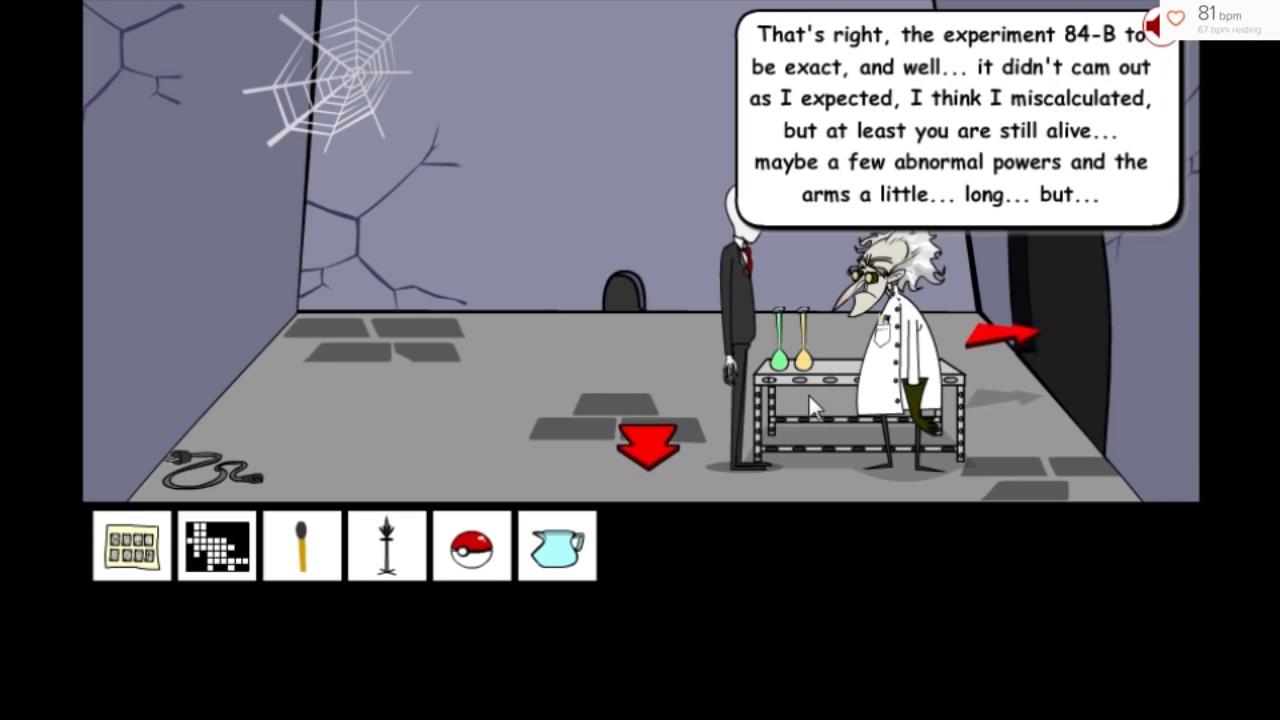 That's right, the experiment 84-B to
be exact, and well... it didn't cam out
as I expected, I think I miscalculated,
but at least you are still alive...
maybe a few abnormal powers and the
arms a little... long... but...
81 bpm
67 bpm resting